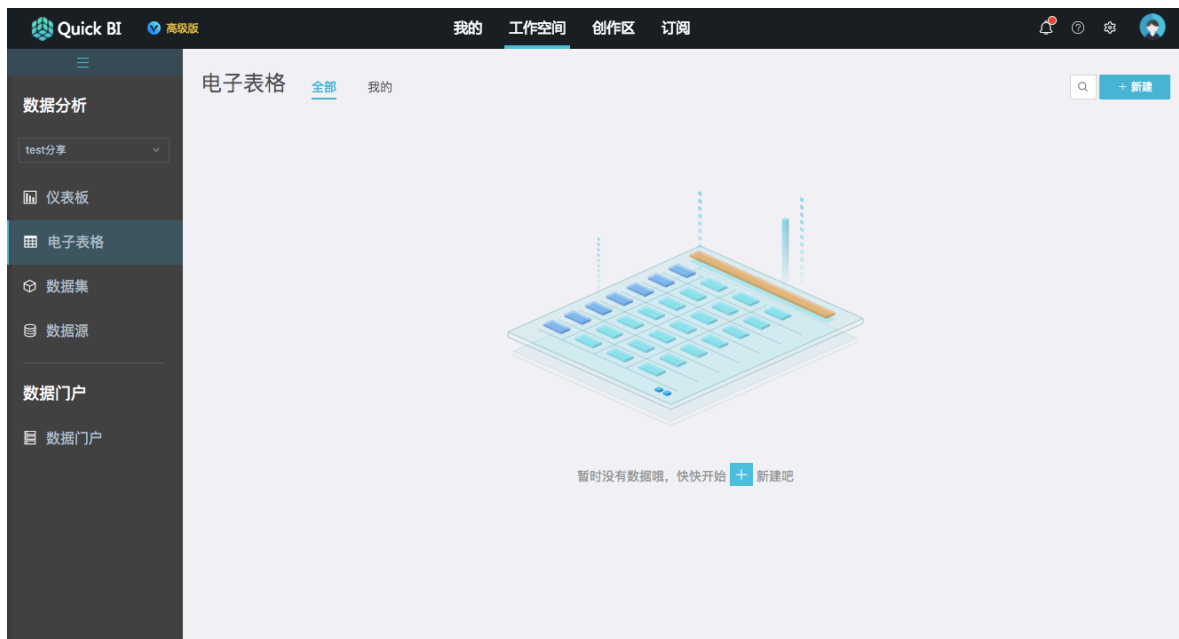 Quick BI 高级版 我的 工作空间 创作区 订阅
数据分析
test分享
仪表板
电子表格
数据集
数据源
数据门户
数据门户
电子表格 全部 我的
+ 新建
暂时没有数据哦，快快开始 + 新建吧